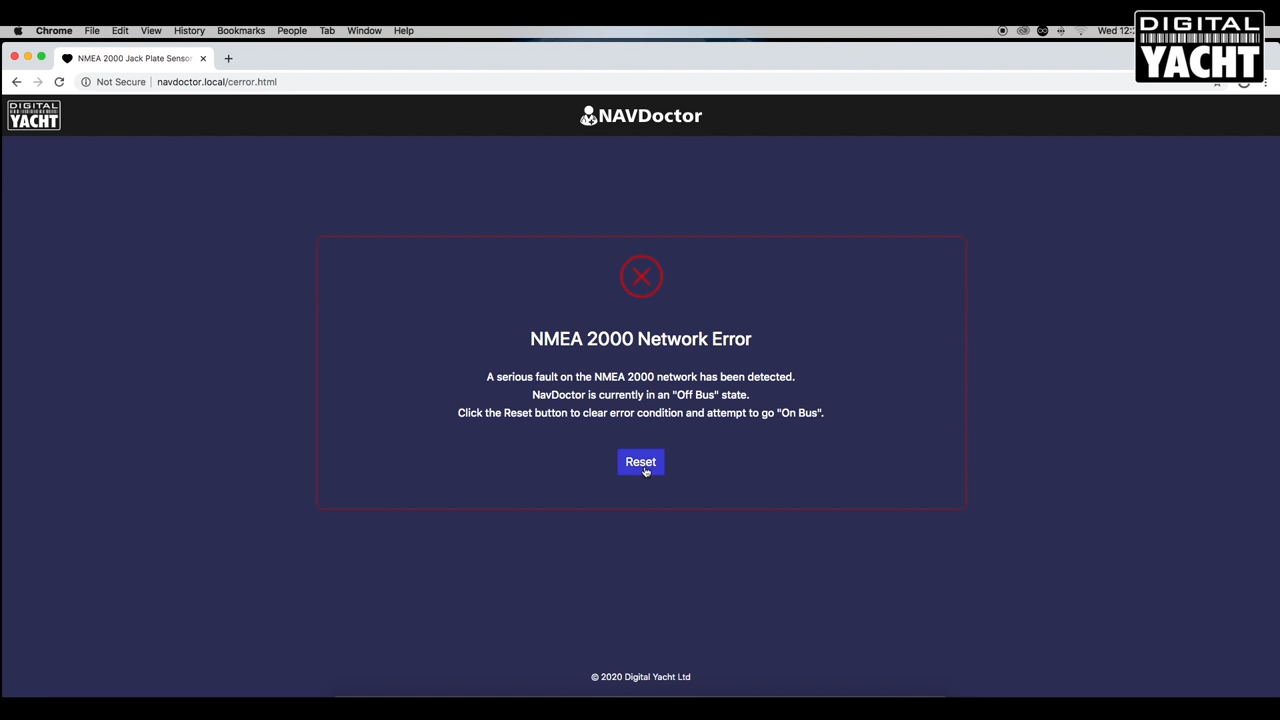 Chrome File Edit View History Bookmarks People Tab Window Help Wed 12:
DIGITAL
YACHT
NMEA 2000 Jack Plate Sensor
Not Secure navdoctor.local/cerror.html
DIGITAL
YACHT
NAVDoctor
NMEA 2000 Network Error
A serious fault on the NMEA 2000 network has been detected.
NavDoctor is currently in an "Off Bus" state.
Click the Reset button to clear error condition and attempt to go "On Bus".
Reset
© 2020 Digital Yacht Ltd